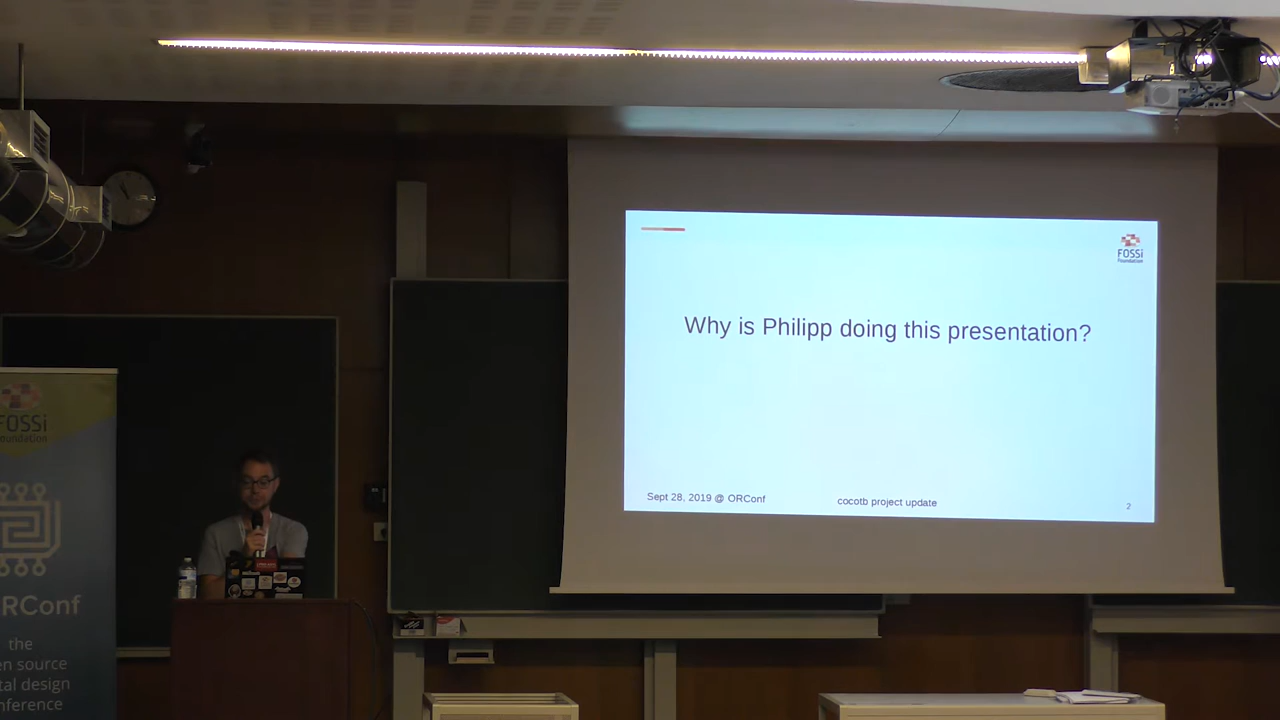 FOSSi
Foundation
Why is Philipp doing this presentation?
Sept 28, 2019 @ ORConf
cocotb project update
2
FOSSi
oundation
RConf
the
en source
tal design
nference